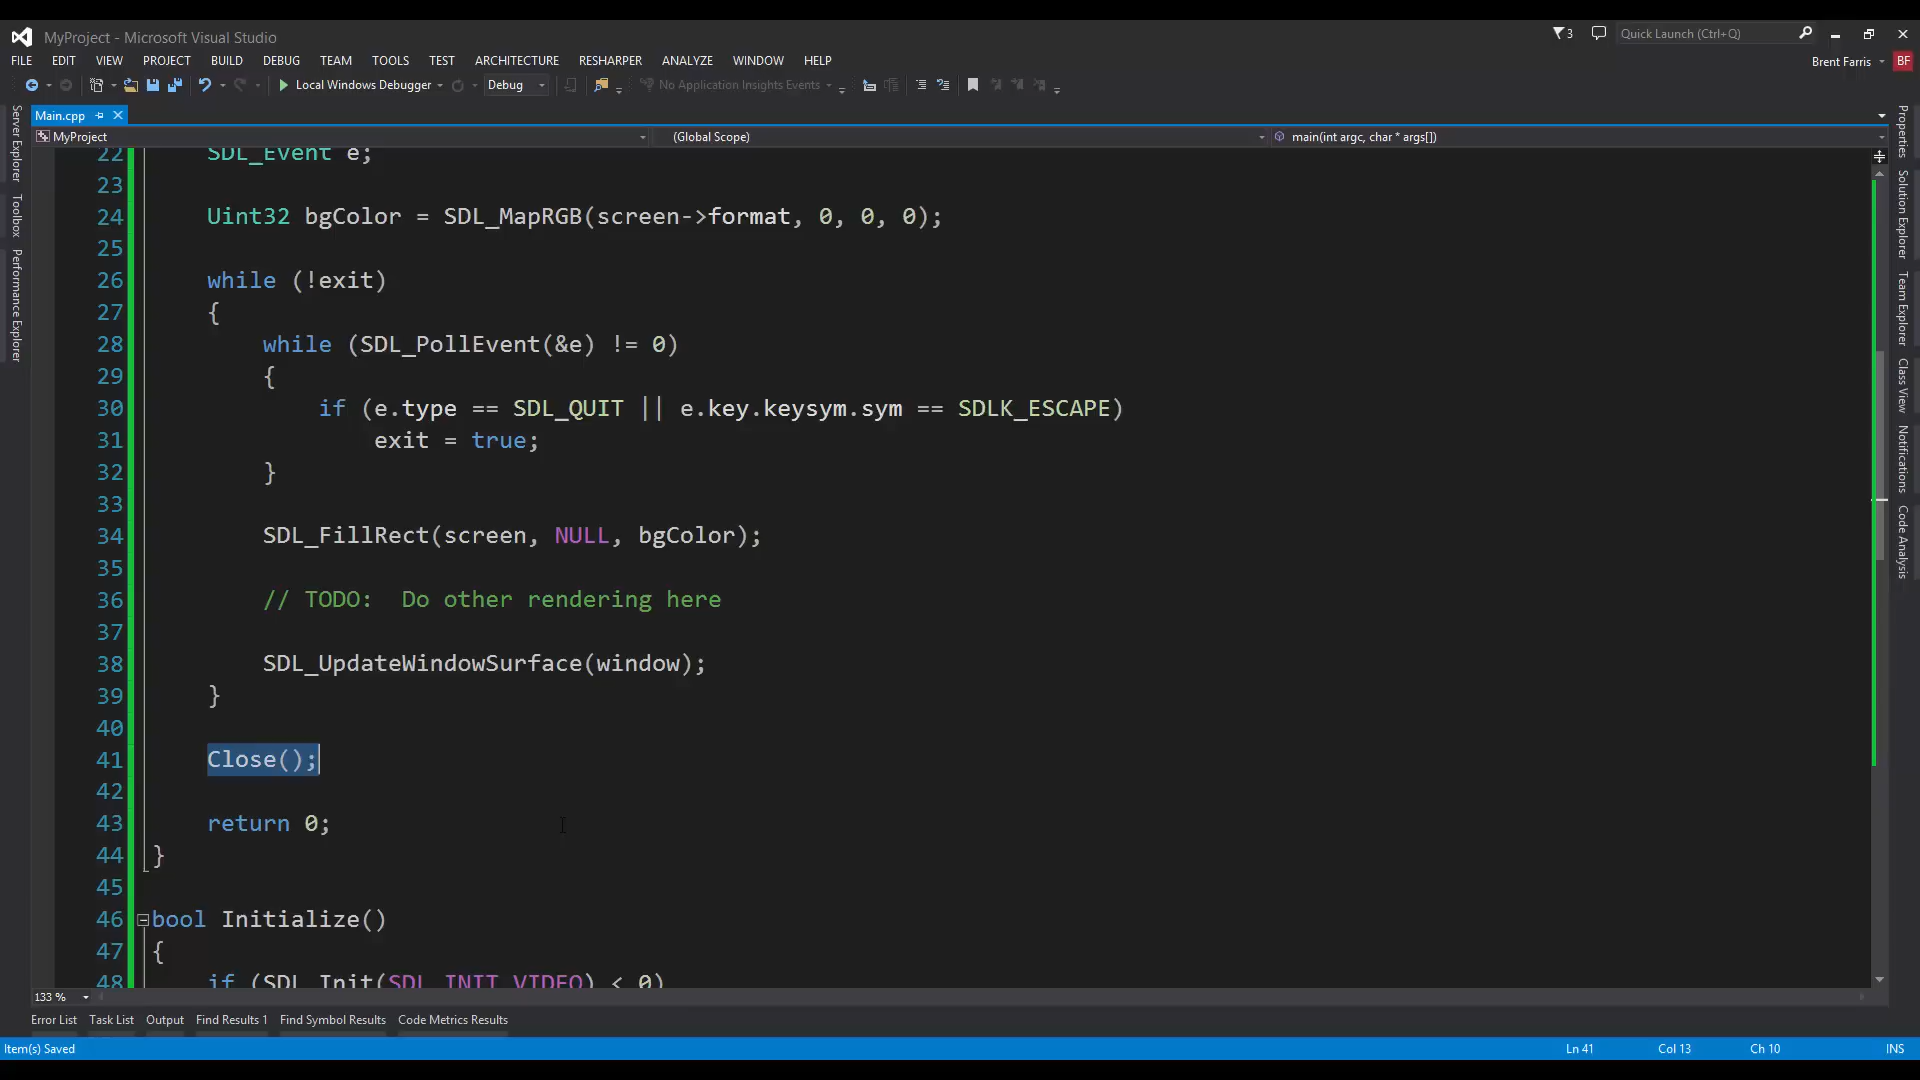 MyProject - Microsoft Visual Studio
3
Quick Launch (Ctrl+Q)
FILE EDIT VIEW PROJECT BUILD DEBUG TEAM TOOLS TEST ARCHITECTURE RESHARPER ANALYZE WINDOW HELP
Brent Farris BF
Local Windows Debugger Debug No Application Insights Events
Main.cpp
MyProject (Global Scope) main(int argc, char * args[])
Server Explorer
Toolbox
Performance Explorer
22 SDL_Event e;
23
24 Uint32 bgColor = SDL_MapRGB(screen->format, 0, 0, 0);
25
26 while (!exit)
27 {
28 while (SDL_PollEvent(&e) != 0)
29 {
30 if (e.type == SDL_QUIT || e.key.keysym.sym == SDLK_ESCAPE)
31 exit = true;
32 }
33
34 SDL_FillRect(screen, NULL, bgColor);
35
36 // TODO:  Do other rendering here
37
38 SDL_UpdateWindowSurface(window);
39 }
40
41 Close();
42
43 return 0;
44 }
45
46 bool Initialize()
47 {
48 if (SDL_Init(SDL_INIT_VIDEO) < 0)
Properties
Solution Explorer
Team Explorer
Class View
Notifications
Code Analysis
133 %
Error List Task List Output Find Results 1 Find Symbol Results Code Metrics Results
Item(s) Saved Ln 41 Col 13 Ch 10 INS